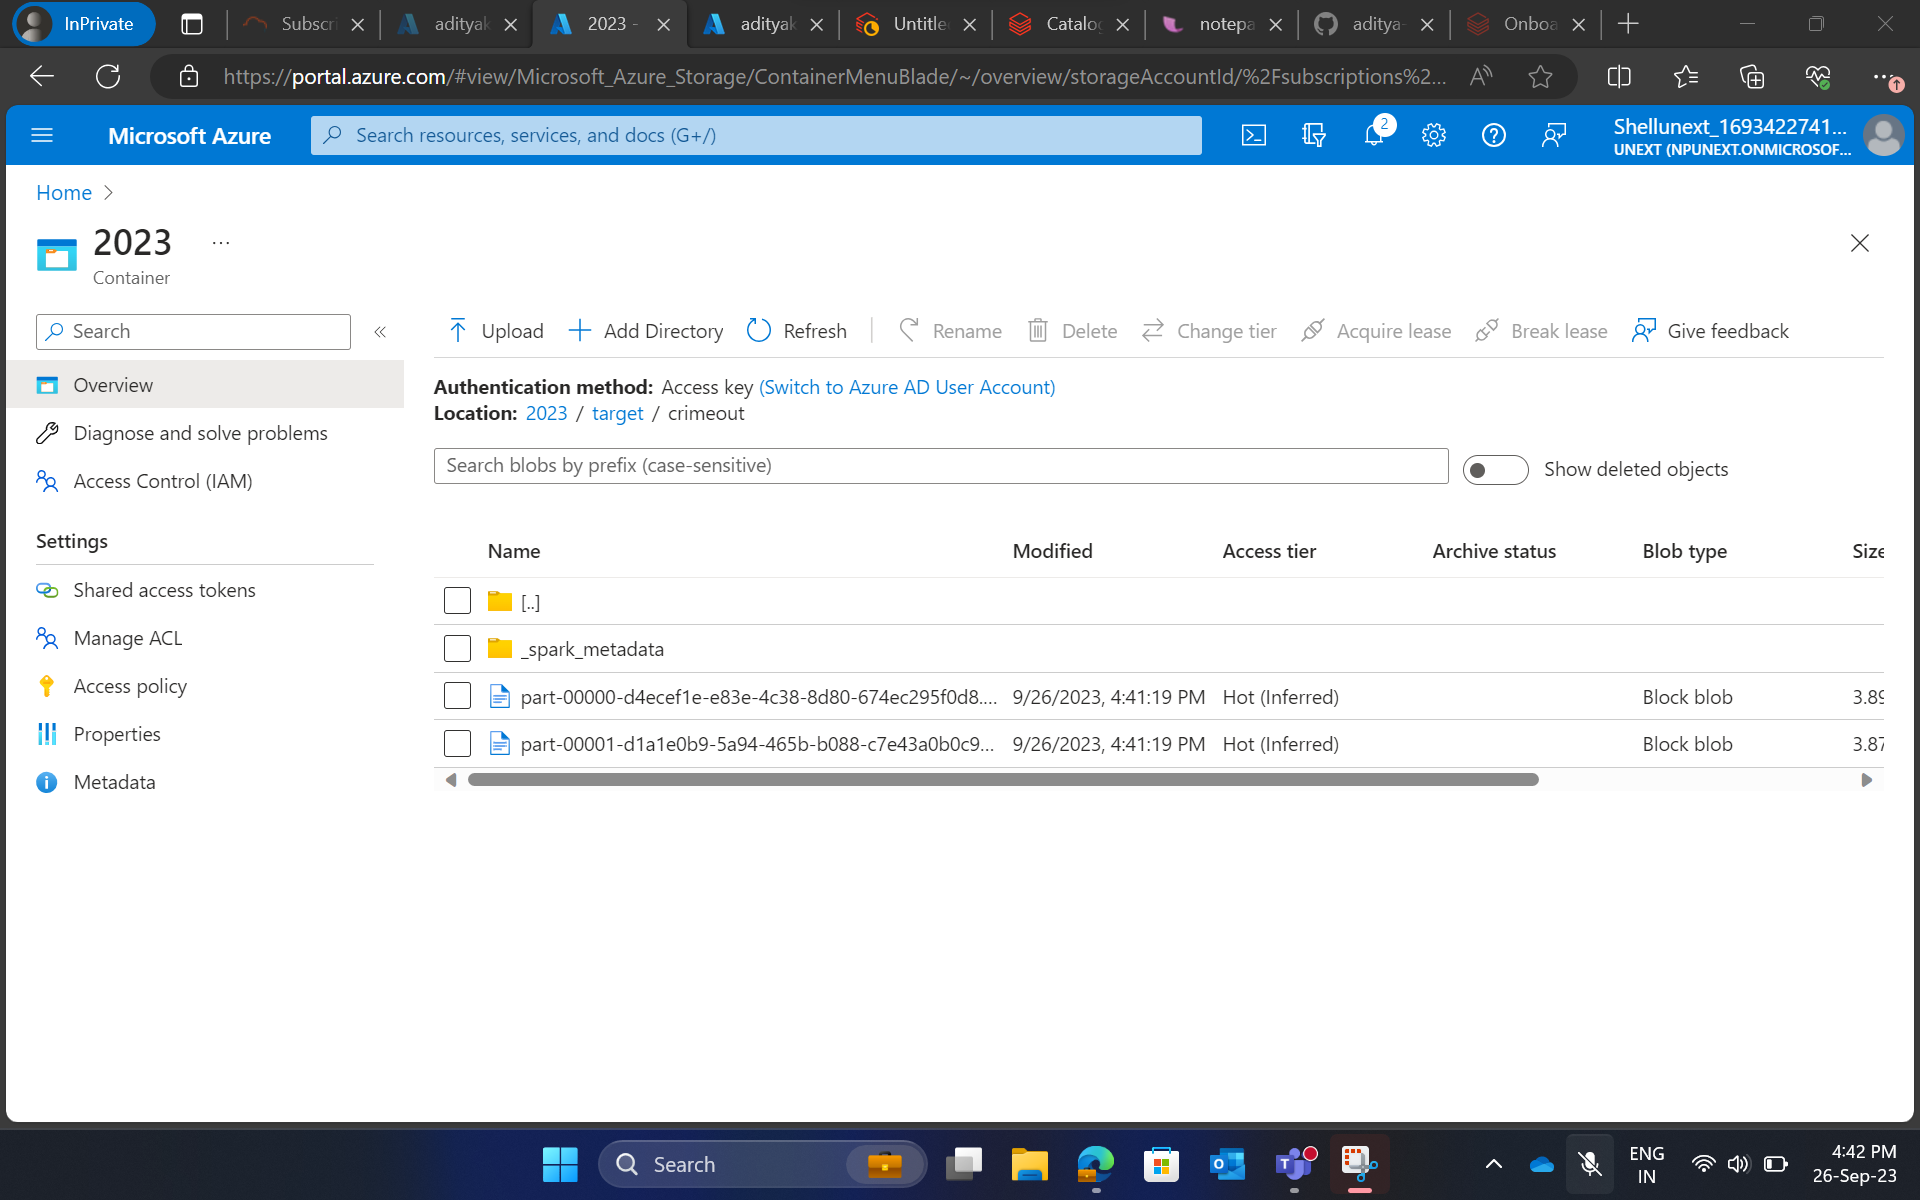 InPrivate
Subscri
adityak
2023 -
adityak
Untitle
Catalog
notepa
aditya-
Onboa
https://portal.azure.com/#view/Microsoft_Azure_Storage/ContainerMenuBlade/~/overview/storageAccountId/%2Fsubscriptions%2...
Microsoft Azure
Search resources, services, and docs (G+/)
2
Shellunext_1693422741...
UNEXT (NPUNEXT.ONMICROSOF...
Home
2023
...
Container
Search
«
Upload
Add Directory
Refresh
Rename
Delete
Change tier
Acquire lease
Break lease
Give feedback
Overview
Diagnose and solve problems
Access Control (IAM)
Settings
Shared access tokens
Manage ACL
Access policy
Properties
Metadata
Authentication method: Access key (Switch to Azure AD User Account)
Location: 2023 / target / crimeout
Search blobs by prefix (case-sensitive)
Show deleted objects
Name Modified Access tier Archive status Blob type Size
[..]
_spark_metadata
part-00000-d4ecef1e-e83e-4c38-8d80-674ec295f0d8.... 9/26/2023, 4:41:19 PM Hot (Inferred) Block blob 3.89
part-00001-d1a1e0b9-5a94-465b-b088-c7e43a0b0c9... 9/26/2023, 4:41:19 PM Hot (Inferred) Block blob 3.87
Search
ENG
IN
4:42 PM
26-Sep-23